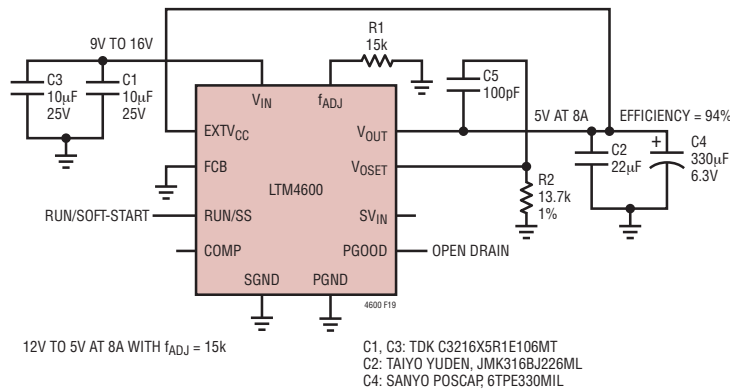 R1
15k
9V TO 16V
C3
10μF
25V
C1
10μF
25V
C5
100pF
VIN
fADJ
EXTVCC
VOUT
5V AT 8A
EFFICIENCY = 94%
FCB
VOSET
LTM4600
C2
22μF
+
C4
330μF
6.3V
R2
13.7k
1%
RUN/SOFT-START
RUN/SS
SVIN
COMP
PGOOD
OPEN DRAIN
SGND
PGND
4600 F19
12V TO 5V AT 8A WITH fADJ = 15k
C1, C3: TDK C3216X5R1E106MT
C2: TAIYO YUDEN, JMK316BJ226ML
C4: SANYO POSCAP, 6TPE330MIL